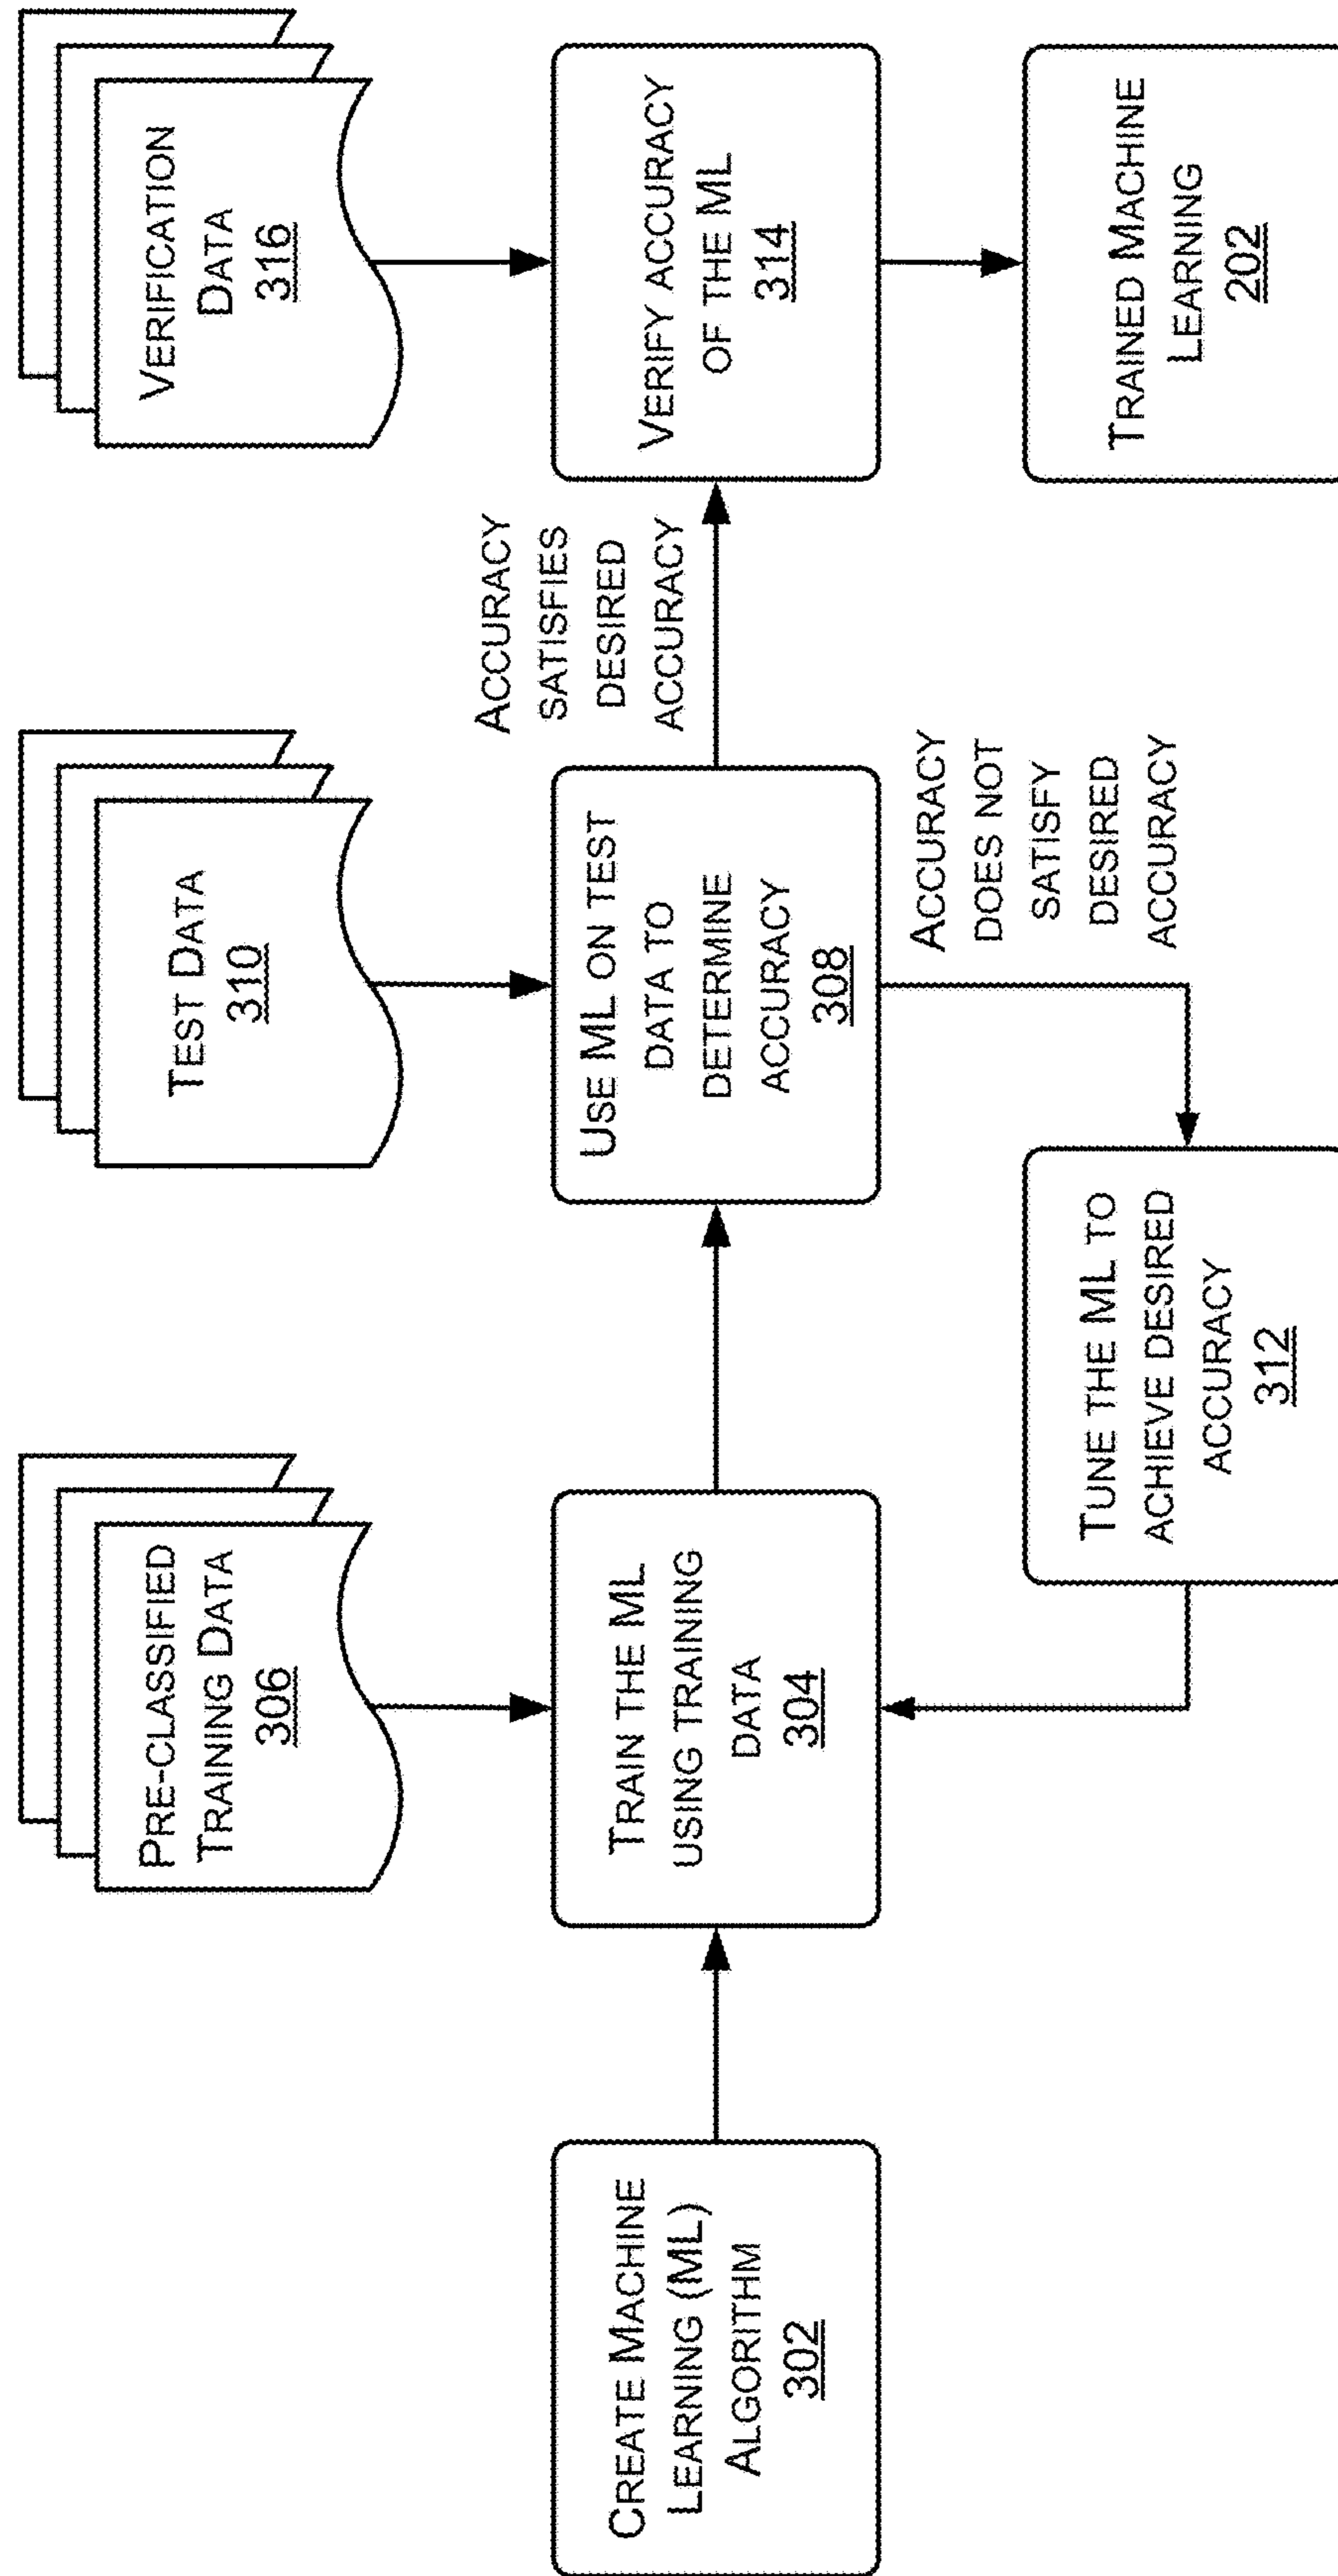 PRE-CLASSIFIED
TRAINING DATA
306
TEST DATA
310
VERIFICATION
DATA
316
CREATE MACHINE
LEARNING (ML)
ALGORITHM
302
TRAIN THE ML
USING TRAINING
DATA
304
USE ML ON TEST
DATA TO
DETERMINE
ACCURACY
308
ACCURACY
SATISFIES
DESIRED
ACCURACY
VERIFY ACCURACY
OF THE ML
314
ACCURACY
DOES NOT
SATISFY
DESIRED
ACCURACY
TUNE THE ML TO
ACHIEVE DESIRED
ACCURACY
312
TRAINED MACHINE
LEARNING
202